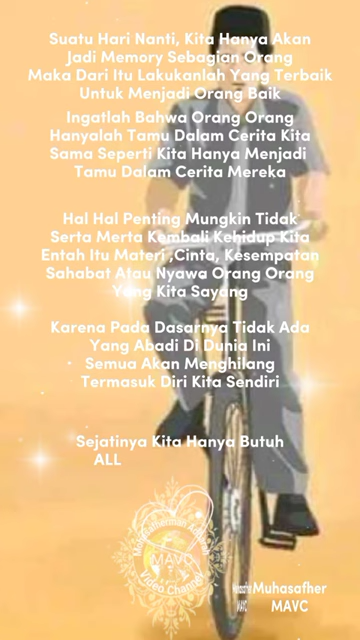 Suatu Hari Nanti, Kita Hanya Akan
Jadi Memory Sebagian Orang
Maka Dari Itu Lakukanlah Yang Terbaik
Untuk Menjadi Orang Baik
Ingatlah Bahwa Orang Orang
Hanyalah Tamu Dalam Cerita Kita
Sama Seperti Kita Hanya Menjadi
Tamu Dalam Cerita Mereka
Hal Hal Penting Mungkin Tidak
Serta Merta Kembali Kehidup Kita
Entah Itu Materi ,Cinta, Kesempatan
Sahabat Atau Nyawa Orang Orang
Yang Kita Sayang
Karena Pada Dasarnya Tidak Ada
Yang Abadi Di Dunia Ini
Semua Akan Menghilang
Termasuk Diri Kita Sendiri
Sejatinya Kita Hanya Butuh
ALL
MAVC
Video Channel
Muhasafher
MAVC
MAVC